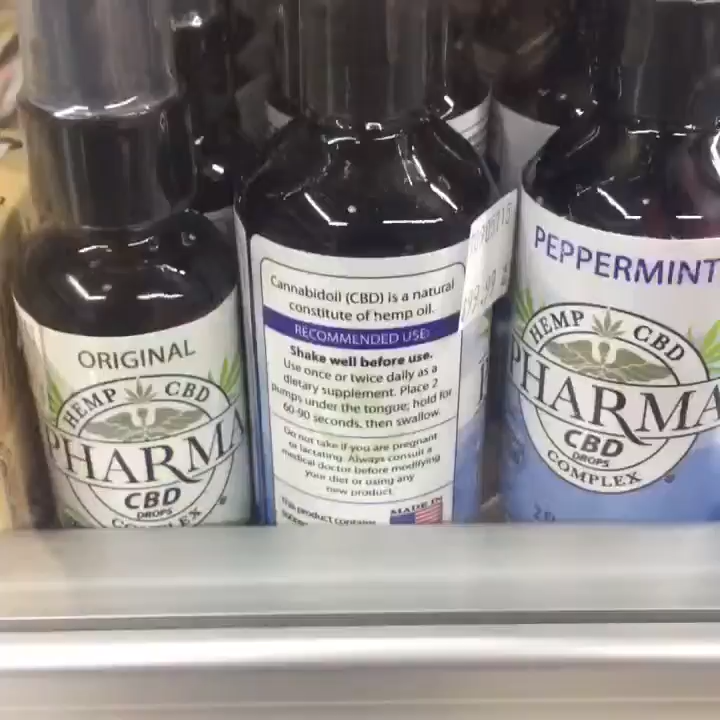 ORIGINAL
HEMP CBD
PHARMA
CBD
DROPS
COMPLEX
Cannabidoil (CBD) is a natural
constitute of hemp oil.
RECOMMENDED USE:
Shake well before use.
Use once or twice daily as a
dietary supplement. Place 2
pumps under the tongue; hold for
60-90 seconds, then swallow.
Do not take if you are pregnant
or lactating. Always consult a
medical doctor before modifying
your diet or using any
new product.
This product contains
MADE IN
PEPPERMINT
HEMP CBD
PHARMA
CBD
DROPS
COMPLEX